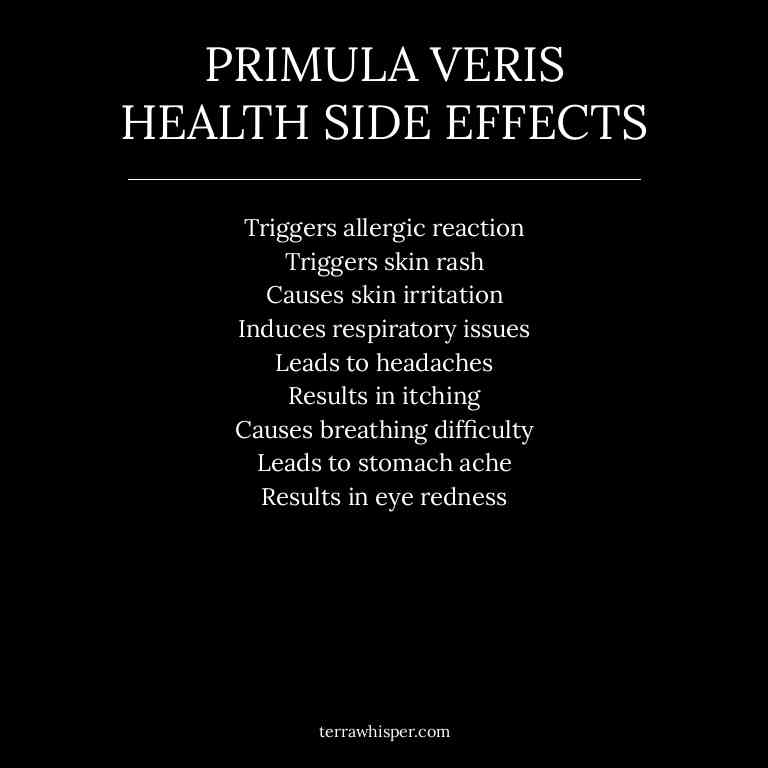 PRIMULA VERIS
HEALTH SIDE EFFECTS
Triggers allergic reaction
Triggers skin rash
Causes skin irritation
Induces respiratory issues
Leads to headaches
Results in itching
Causes breathing difficulty
Leads to stomach ache
Results in eye redness
terrawhisper.com